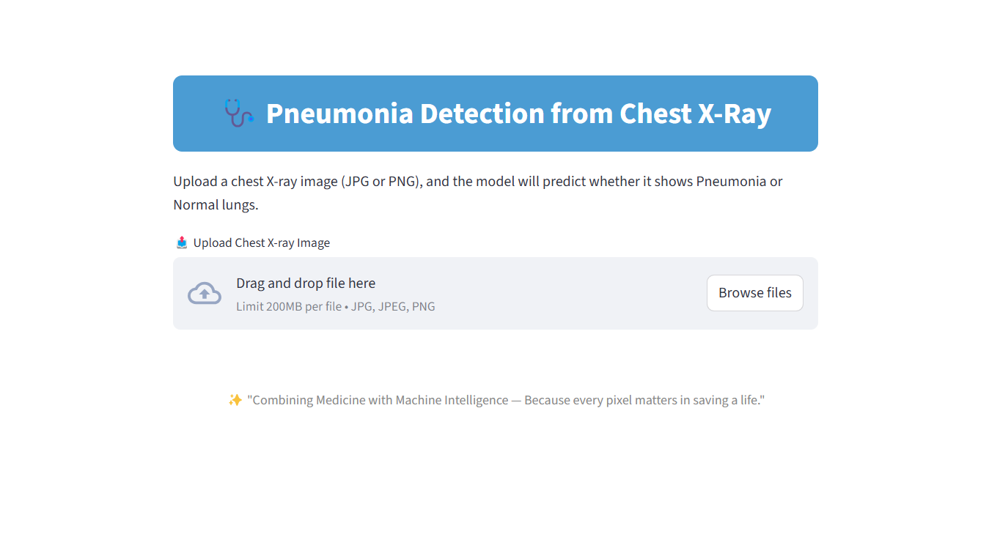 🩺 Pneumonia Detection from Chest X-Ray
Upload a chest X-ray image (JPG or PNG), and the model will predict whether it shows Pneumonia or
Normal lungs.
📤 Upload Chest X-ray Image
Drag and drop file here
Limit 200MB per file • JPG, JPEG, PNG
Browse files
✨ "Combining Medicine with Machine Intelligence — Because every pixel matters in saving a life."